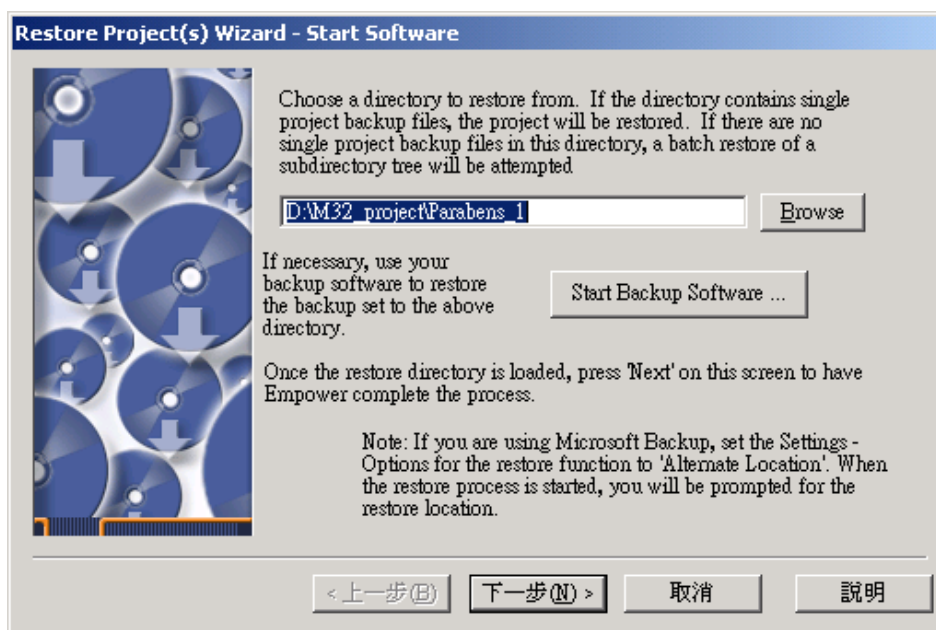 Restore Project(s) Wizard - Start Software
Choose a directory to restore from. If the directory contains single
project backup files, the project will be restored. If there are no
single project backup files in this directory, a batch restore of a
subdirectory tree will be attempted
D:\M32_project\Parabens_1
Browse
If necessary, use your
backup software to restore
the backup set to the above
directory.
Start Backup Software ...
Once the restore directory is loaded, press 'Next' on this screen to have
Empower complete the process.
Note: If you are using Microsoft Backup, set the Settings -
Options for the restore function to 'Alternate Location'. When
the restore process is started, you will be prompted for the
restore location.
< 上一步(B)
下一步(N) >
取消
說明